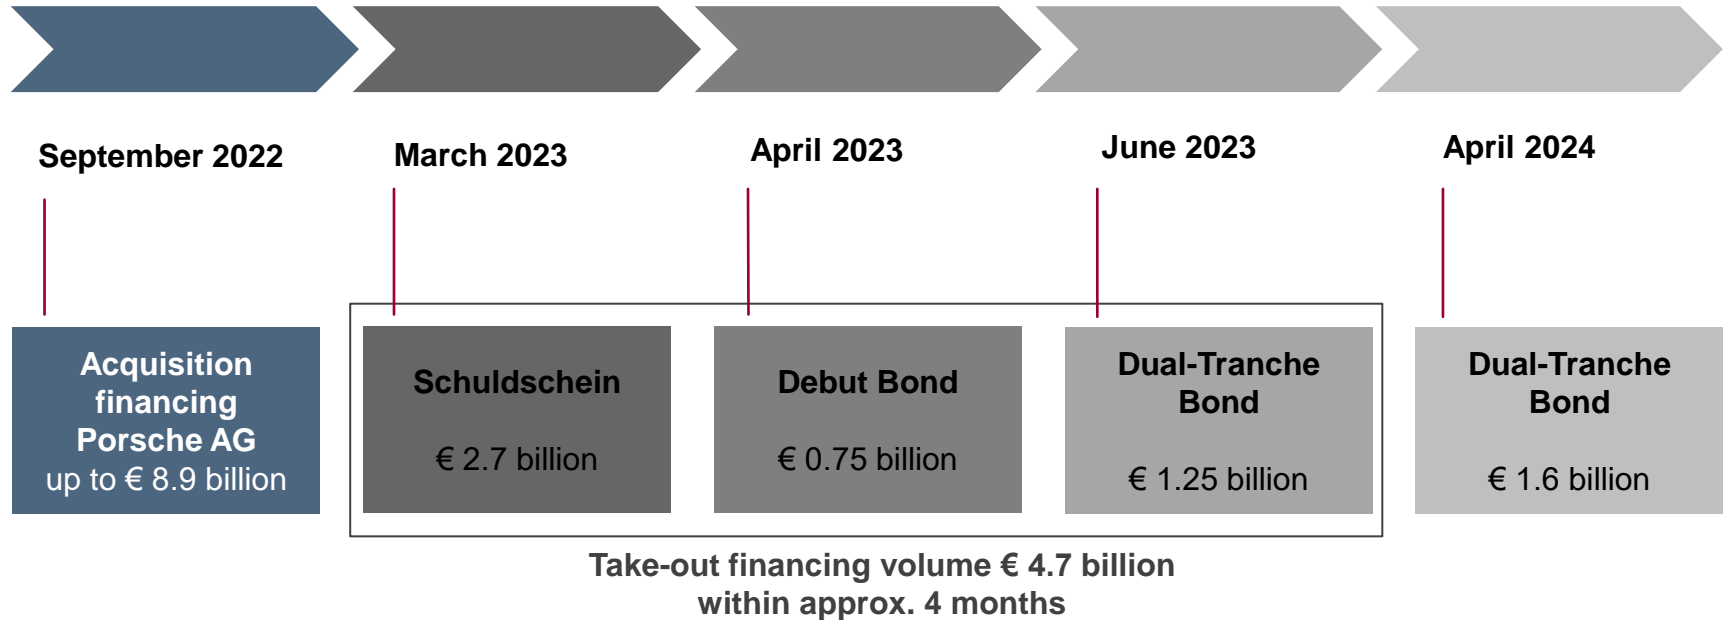 September 2022
March 2023
April 2023
June 2023
April 2024
Acquisition
financing
Porsche AG
up to € 8.9 billion
Schuldschein
€ 2.7 billion
Debut Bond
€ 0.75 billion
Dual-Tranche
Bond
€ 1.25 billion
Dual-Tranche
Bond
€ 1.6 billion
Take-out financing volume € 4.7 billion
within approx. 4 months